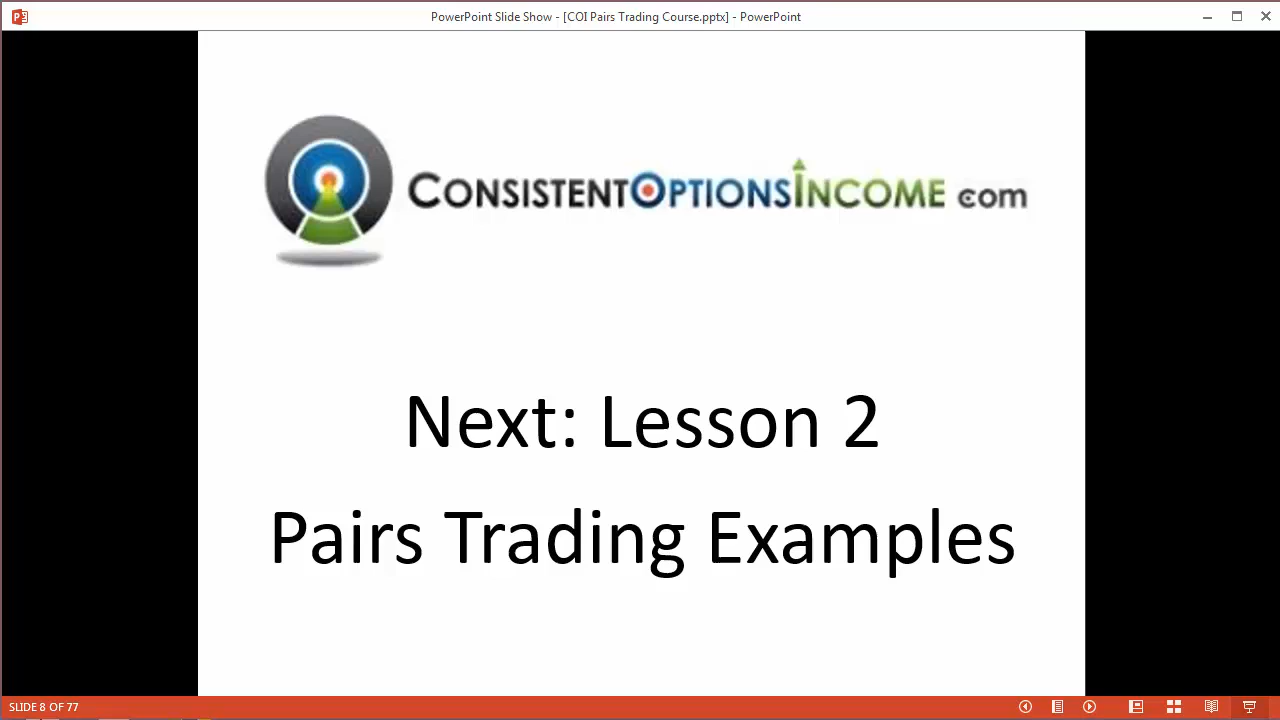 PowerPoint Slide Show - [COI Pairs Trading Course.pptx] - PowerPoint
CONSISTENTOPTIONSINCOME.com
Next: Lesson 2
Pairs Trading Examples
SLIDE 8 OF 77